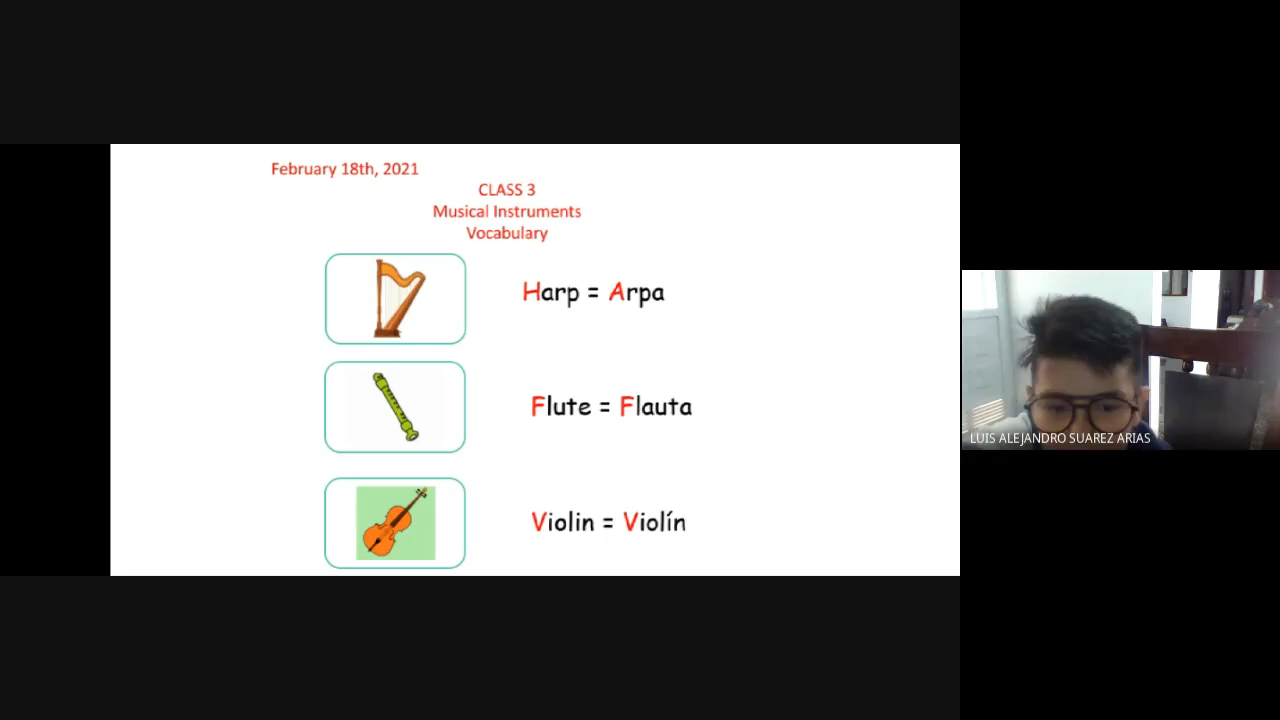 February 18th, 2021
CLASS 3
Musical Instruments
Vocabulary
Harp = Arpa
Flute = Flauta
Violin = Violín
LUIS ALEJANDRO SUAREZ ARIAS